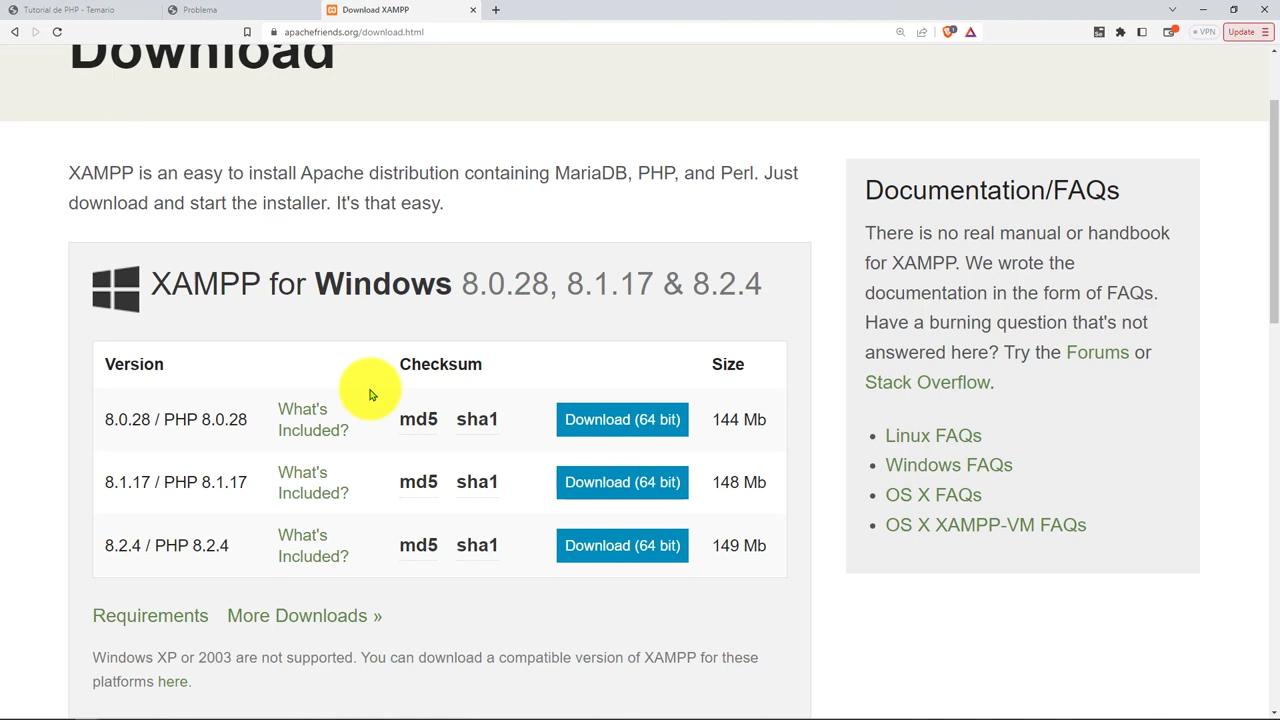 Tutorial de PHP - Temario
Problema
Download XAMPP
apachefriends.org/download.html
1
VPN
Update
Download
XAMPP is an easy to install Apache distribution containing MariaDB, PHP, and Perl. Just
download and start the installer. It's that easy.
XAMPP for Windows 8.0.28, 8.1.17 & 8.2.4
Version Checksum Size
8.0.28 / PHP 8.0.28 What's Included? md5 sha1 Download (64 bit) 144 Mb
8.1.17 / PHP 8.1.17 What's Included? md5 sha1 Download (64 bit) 148 Mb
8.2.4 / PHP 8.2.4 What's Included? md5 sha1 Download (64 bit) 149 Mb
Requirements More Downloads »
Windows XP or 2003 are not supported. You can download a compatible version of XAMPP for these
platforms here.
Documentation/FAQs
There is no real manual or handbook
for XAMPP. We wrote the
documentation in the form of FAQs.
Have a burning question that's not
answered here? Try the Forums or
Stack Overflow.
• Linux FAQs
• Windows FAQs
• OS X FAQs
• OS X XAMPP-VM FAQs